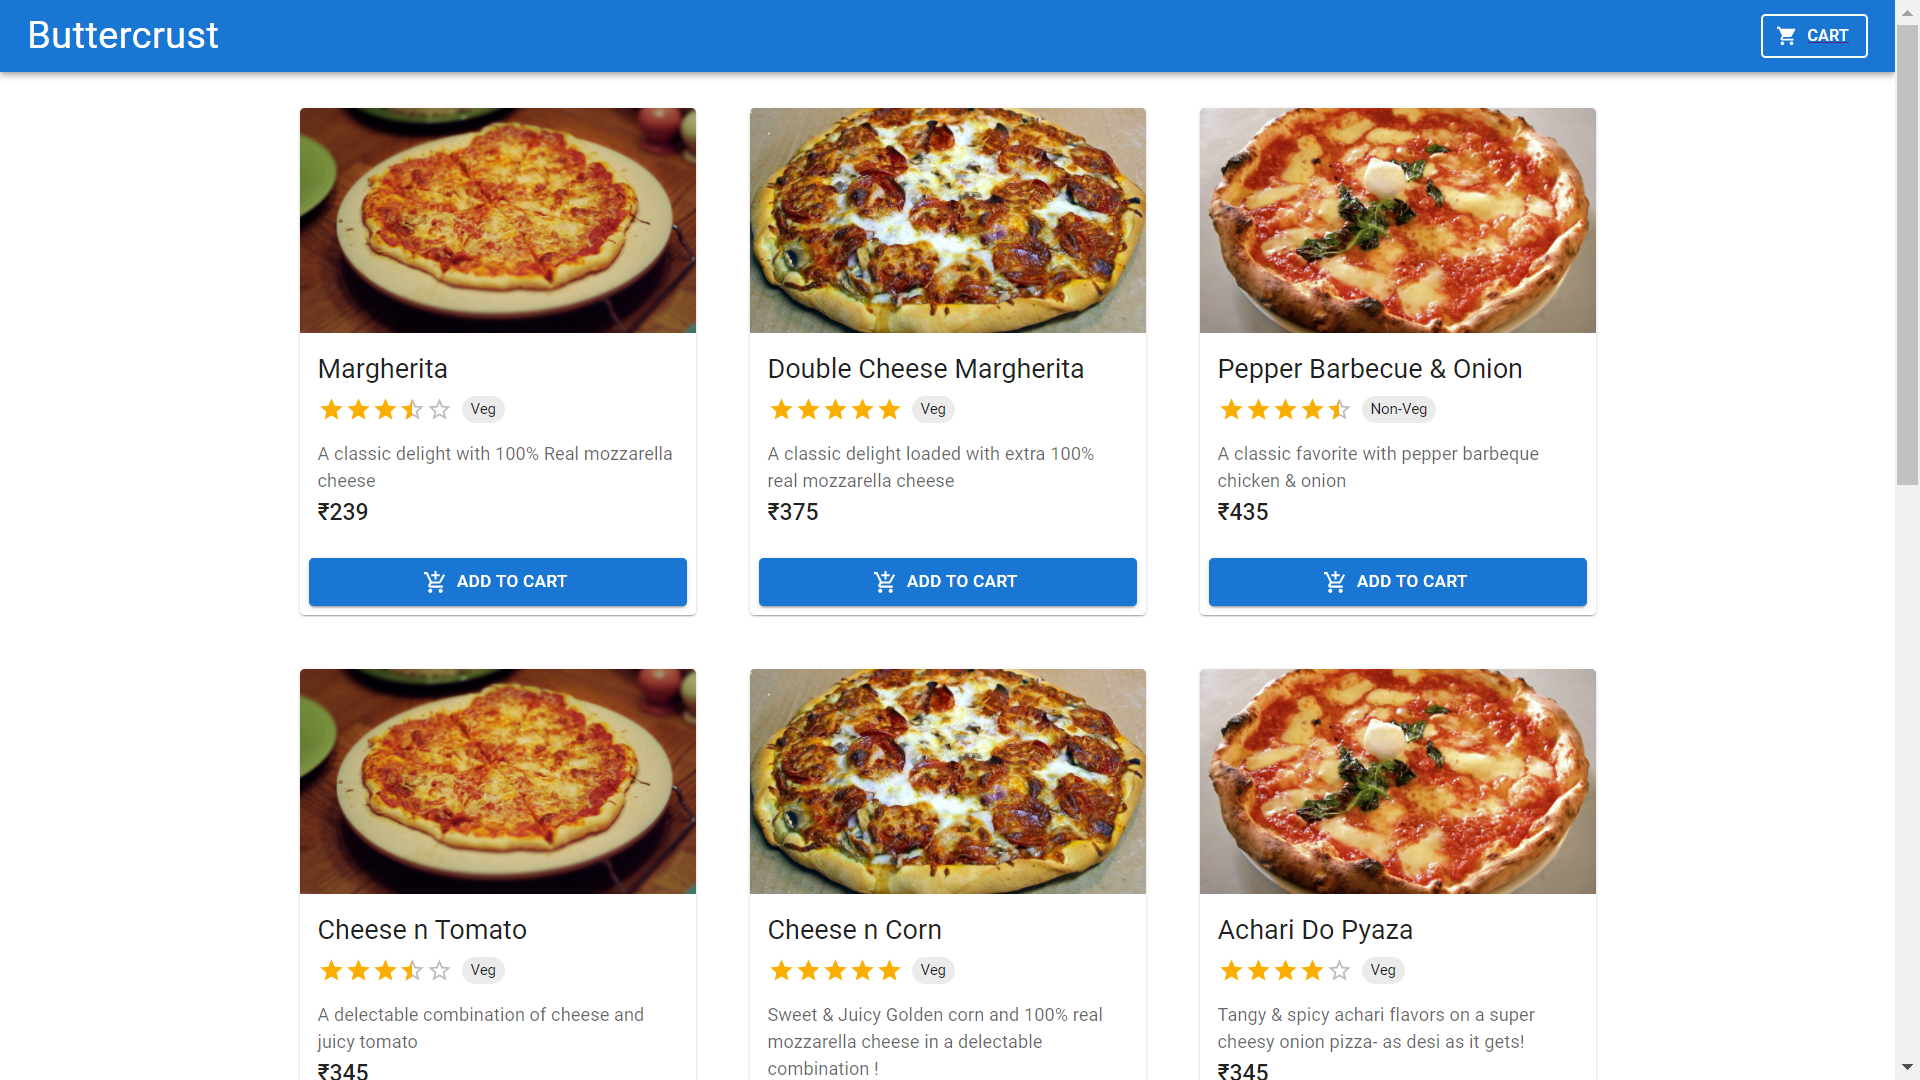 Buttercrust
CART
Margherita
Veg
A classic delight with 100% Real mozzarella
cheese
₹239
ADD TO CART
Double Cheese Margherita
Veg
A classic delight loaded with extra 100%
real mozzarella cheese
₹375
ADD TO CART
Pepper Barbecue & Onion
Non-Veg
A classic favorite with pepper barbeque
chicken & onion
₹435
ADD TO CART
Cheese n Tomato
Veg
A delectable combination of cheese and
juicy tomato
₹345
Cheese n Corn
Veg
Sweet & Juicy Golden corn and 100% real
mozzarella cheese in a delectable
combination !
Achari Do Pyaza
Veg
Tangy & spicy achari flavors on a super
cheesy onion pizza- as desi as it gets!
₹345